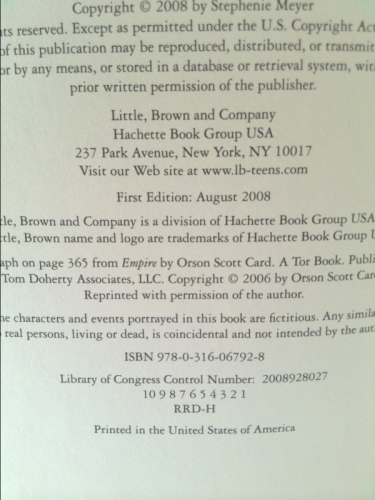 Copyright © 2008 by Stephenie Meyer
ts reserved. Except as permitted under the U.S. Copyright Ac
of this publication may be reproduced, distributed, or transmit
or by any means, or stored in a database or retrieval system, wit
prior written permission of the publisher.
Little, Brown and Company
Hachette Book Group USA
237 Park Avenue, New York, NY 10017
Visit our Web site at www.lb-teens.com
First Edition: August 2008
tle, Brown and Company is a division of Hachette Book Group USA
ttle, Brown name and logo are trademarks of Hachette Book Group U
aph on page 365 from Empire by Orson Scott Card. A Tor Book. Publi
Tom Doherty Associates, LLC. Copyright © 2006 by Orson Scott Car
Reprinted with permission of the author.
he characters and events portrayed in this book are fictitious. Any simila
real persons, living or dead, is coincidental and not intended by the aut
ISBN 978-0-316-06792-8
Library of Congress Control Number: 2008928027
10 9 8 7 6 5 4 3 2 1
RRD-H
Printed in the United States of America